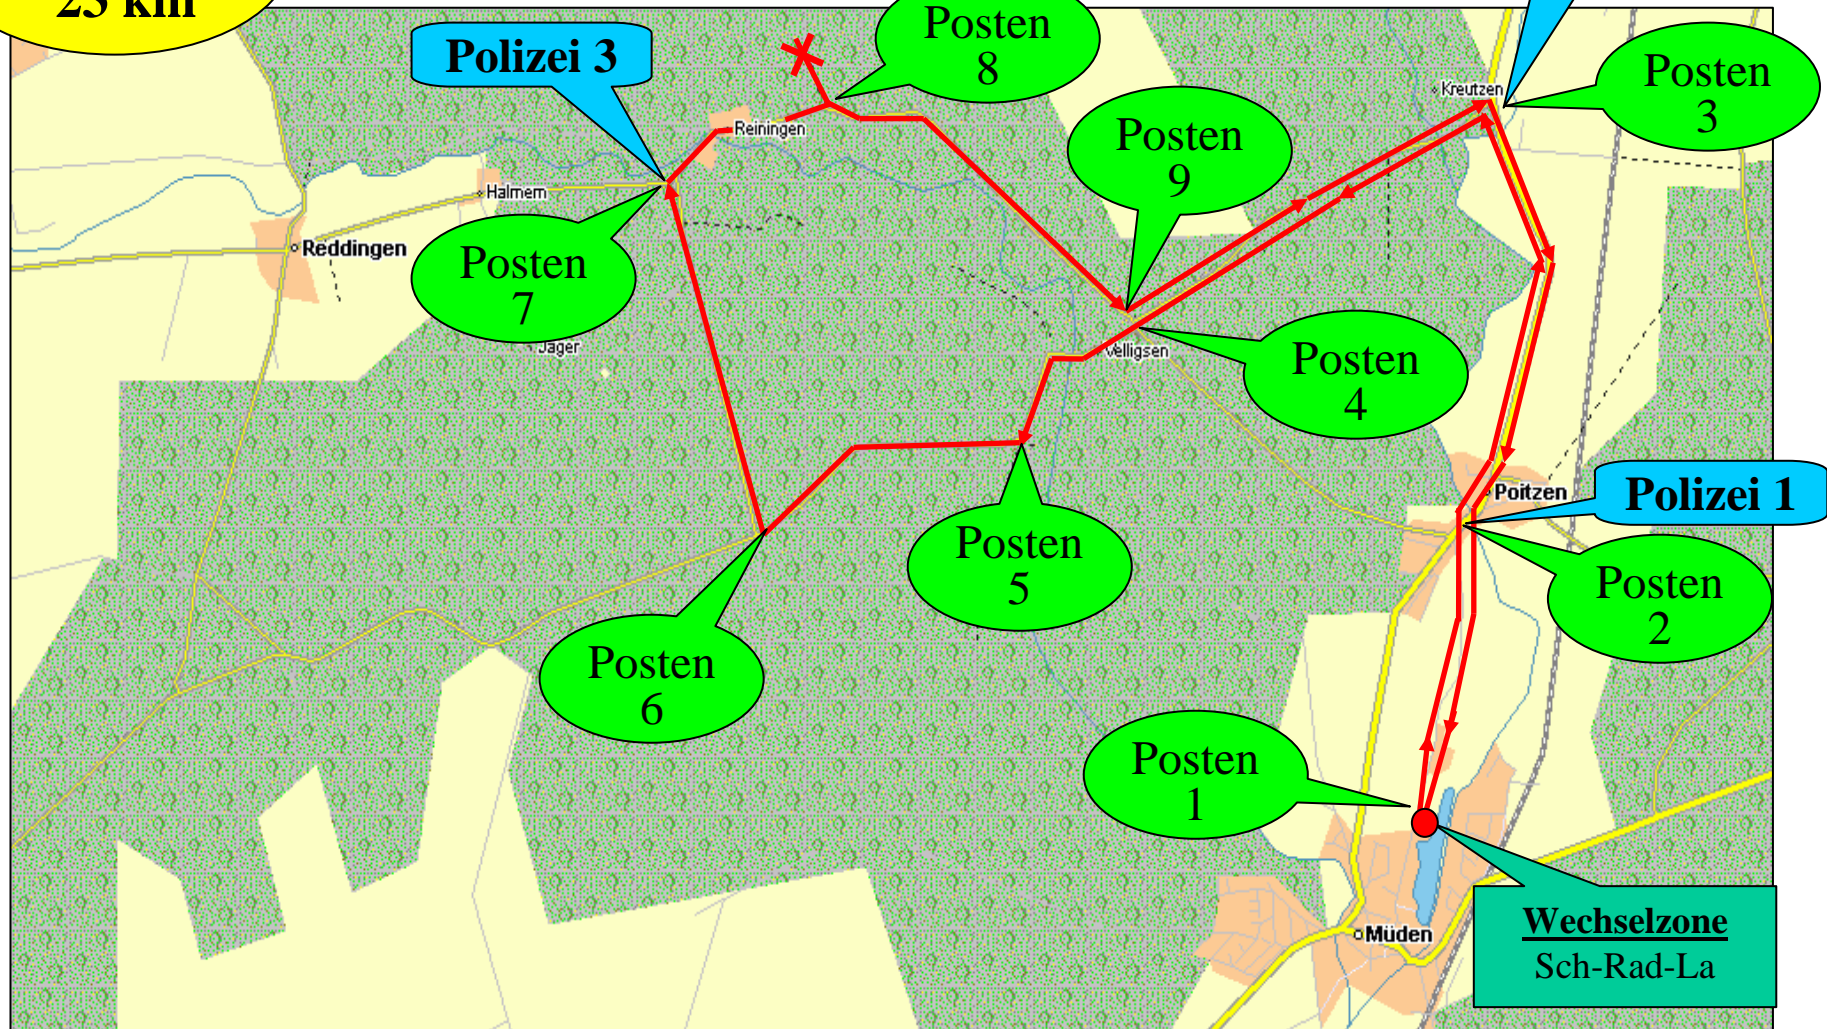 25 km
Polizei 3
Posten
8
Posten
3
Kreutzen
Reiningen
Posten
9
Halmern
Reddingen
Posten
7
Jäger
Velligsen
Posten
4
Poitzen
Polizei 1
Posten
5
Posten
2
Posten
6
Posten
1
Wechselzone
Sch-Rad-La
Müden